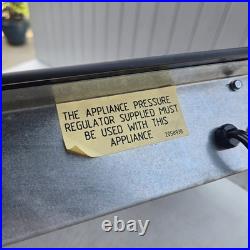 THE APPLIANCE PRESSURE
REGULATOR SUPPLIED MUST
BE USED WITH THIS
APPLIANCE.